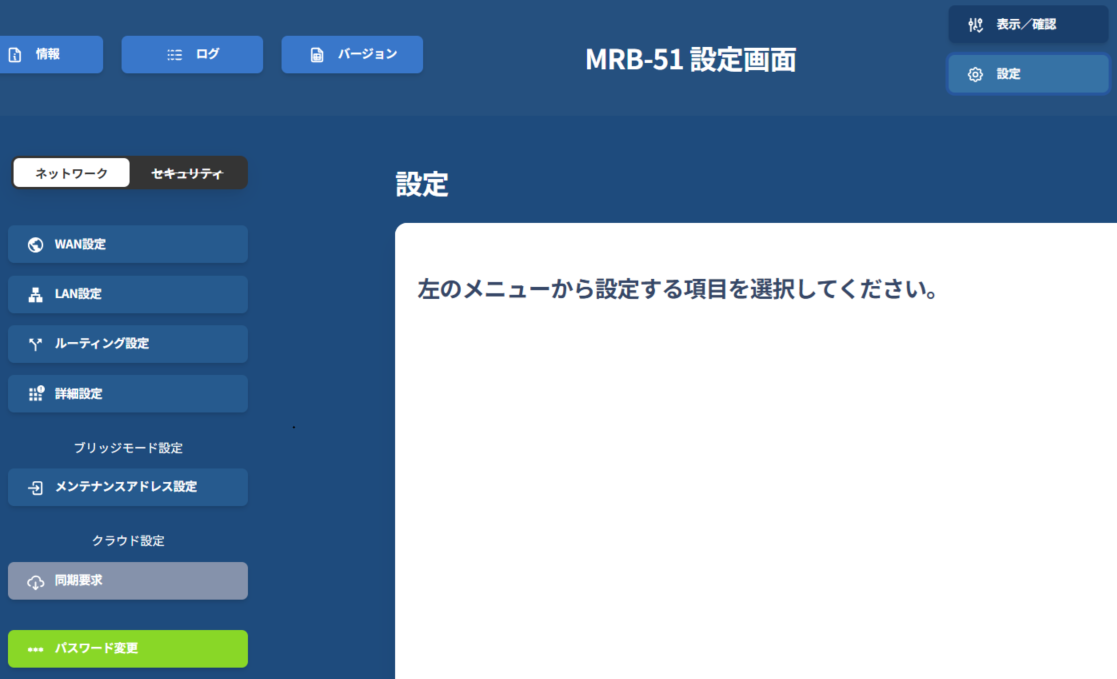 情報
ログ
バージョン
MRB-51 設定画面
表示／確認
設定
ネットワーク
セキュリティ
設定
WAN設定
LAN設定
ルーティング設定
詳細設定
ブリッジモード設定
メンテナンスアドレス設定
クラウド設定
同期要求
パスワード変更
左のメニューから設定する項目を選択してください。